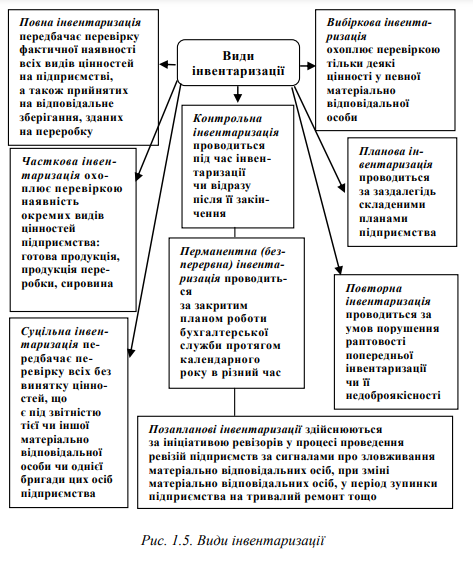 Повна інвентаризація
передбачає перевірку
фактичної наявності
всіх видів цінностей
на підприємстві,
а також прийнятих
на відповідальне
зберігання, зданих
на переробку
Види
інвентаризації
Вибіркова інвента-
ризація
охоплює перевіркою
тільки деякі
цінності у певної
матеріально
відповідальної
особи
Контрольна
інвентаризація
проводиться
під час інвен-
таризації
чи відразу
після її закін-
чення
Планова ін-
вентаризація
проводиться
за заздалегідь
складеними
планами
підприємства
Часткова інвен-
таризація охо-
плює перевіркою
наявність
окремих видів
цінностей
підприємства:
готова продукція,
продукція пере-
робки, сировина
Перманентна (без-
перервна) інвента-
ризація проводить-
ся
за закритим
планом роботи
бухгалтерської
служби протягом
календарного
року в різний час
Повторна
інвентаризація
проводиться за
умов порушення
раптовості
попередньої
інвентаризації
чи її
недоброякісності
Суцільна інвен-
таризація пе-
редбачає пе-
ревірку всіх без
винятку цінно-
стей, що
є під звітністю
тієї чи іншої
матеріально
відповідальної
особи чи однієї
бригади цих осіб
підприємства
Позапланові інвентаризації здійснюються
за ініціативою ревізорів у процесі проведення
ревізій підприємств за сигналами про зловживання
матеріально відповідальних осіб, при зміні
матеріально відповідальних осіб, у період зупинки
підприємства на тривалий ремонт тощо
Рис. 1.5. Види інвентаризації